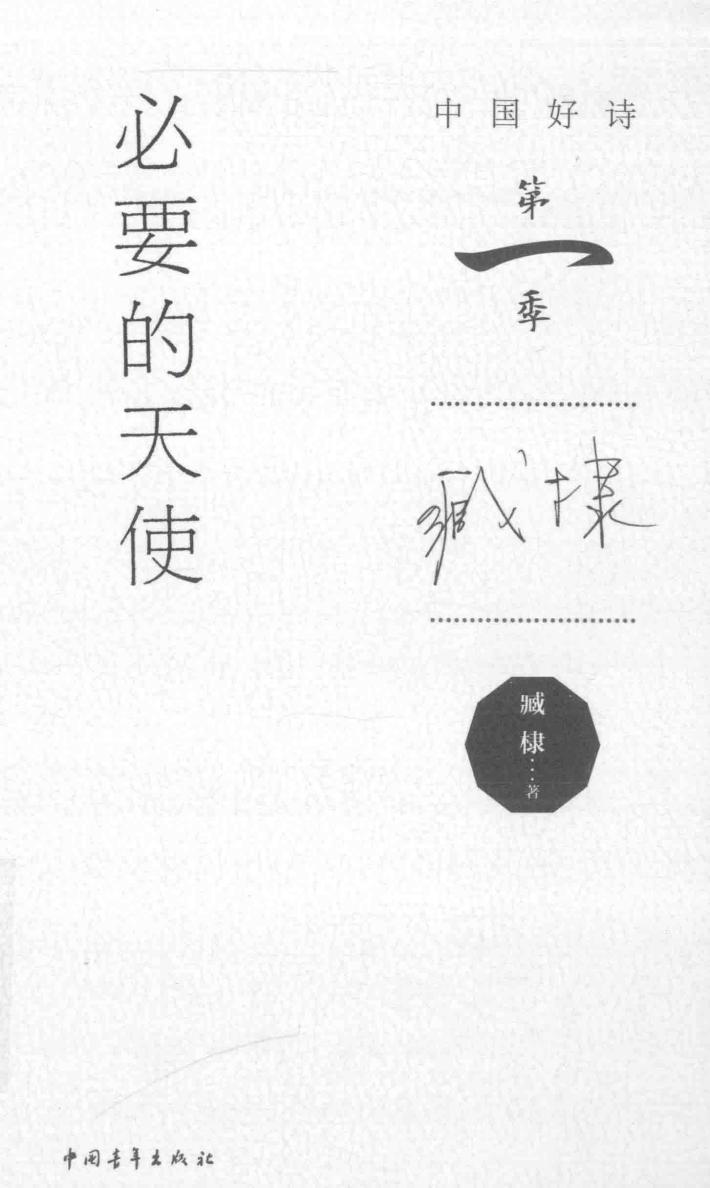 必要的天使
中国好诗
第
一
季
臧棣
臧棣
著
中国青年出版社